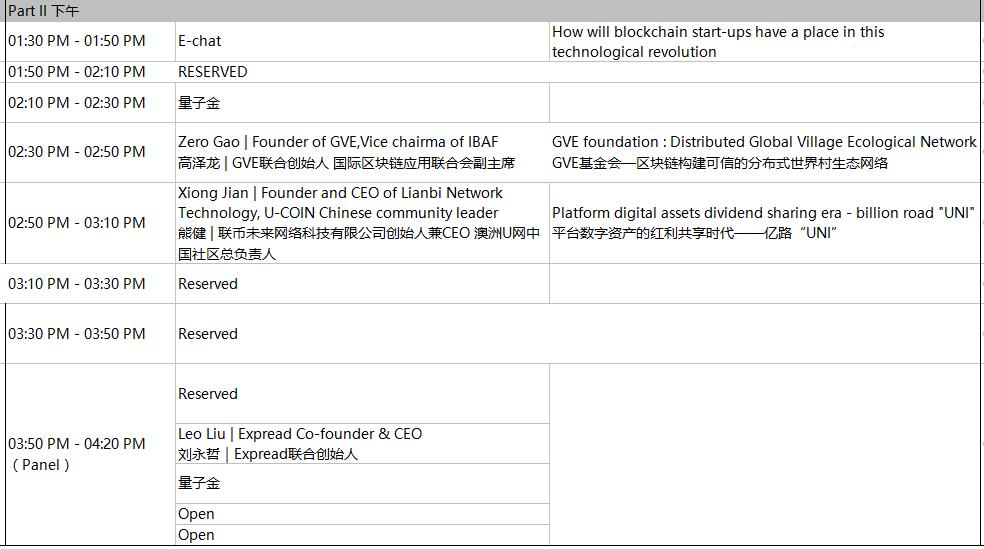 Part II 下午
01:30 PM - 01:50 PM
E-chat
How will blockchain start-ups have a place in this
technological revolution
01:50 PM - 02:10 PM
RESERVED
02:10 PM - 02:30 PM
量子金
02:30 PM - 02:50 PM
Zero Gao | Founder of GVE,Vice chairma of IBAF
高泽龙 | GVE联合创始人 国际区块链应用联合会副主席
GVE foundation : Distributed Global Village Ecological Network
GVE基金会—区块链构建可信的分布式世界村生态网络
02:50 PM - 03:10 PM
Xiong Jian | Founder and CEO of Lianbi Network
Technology, U-COIN Chinese community leader
熊健 | 联币未来网络科技有限公司创始人兼CEO 澳洲U网中
国社区总负责人
Platform digital assets dividend sharing era - billion road "UNI"
平台数字资产的红利共享时代——亿路“UNI”
03:10 PM - 03:30 PM
Reserved
03:30 PM - 03:50 PM
Reserved
03:50 PM - 04:20 PM
（Panel）
Reserved
Leo Liu | Expread Co-founder & CEO
刘永哲 | Expread联合创始人
量子金
Open
Open